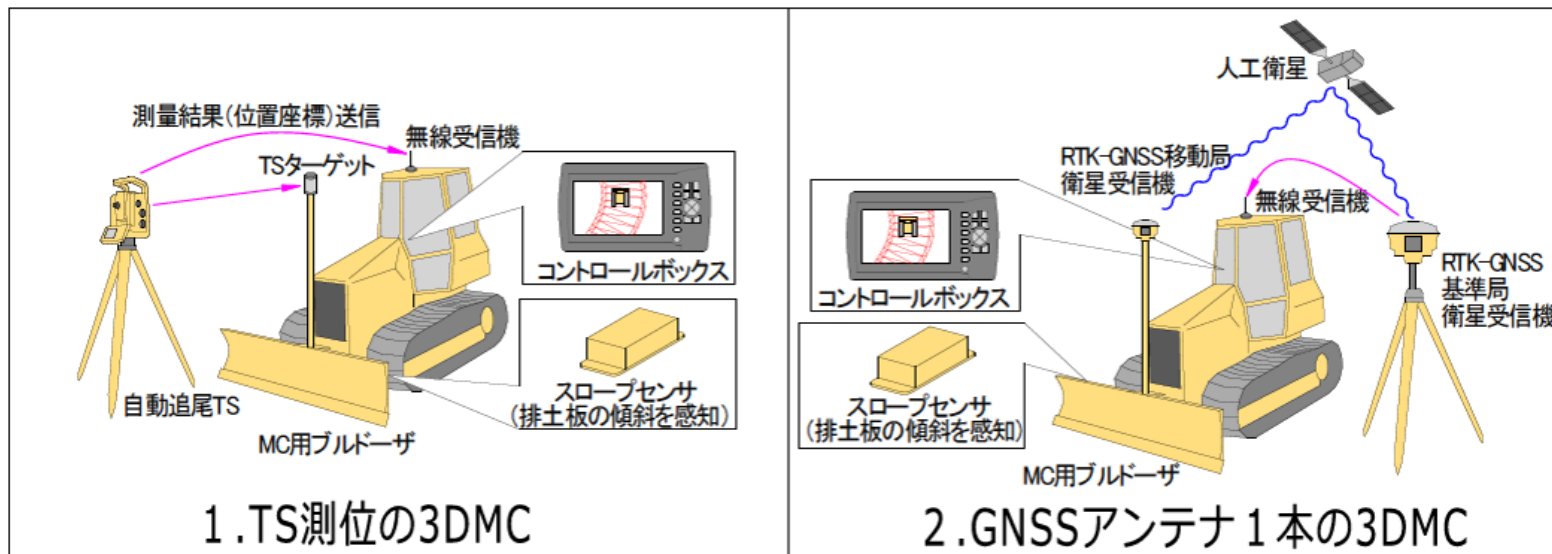 測量結果(位置座標)送信
無線受信機
TSターゲット
コントロールボックス
自動追尾TS
スロープセンサ
(排土板の傾斜を感知)
MC用ブルドーザ
1.TS測位の3DMC
人工衛星
RTK-GNSS移動局
衛星受信機
無線受信機
コントロールボックス
RTK-GNSS
基準局
衛星受信機
スロープセンサ
(排土板の傾斜を感知)
MC用ブルドーザ
2.GNSSアンテナ1本の3DMC